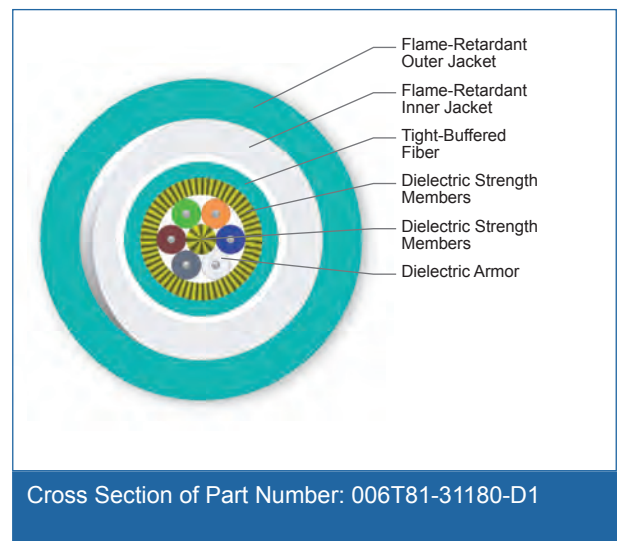 Flame-Retardant
Outer Jacket
Flame-Retardant
Inner Jacket
Tight-Buffered
Fiber
Dielectric Strength
Members
Dielectric Strength
Members
Dielectric Armor
Cross Section of Part Number: 006T81-31180-D1